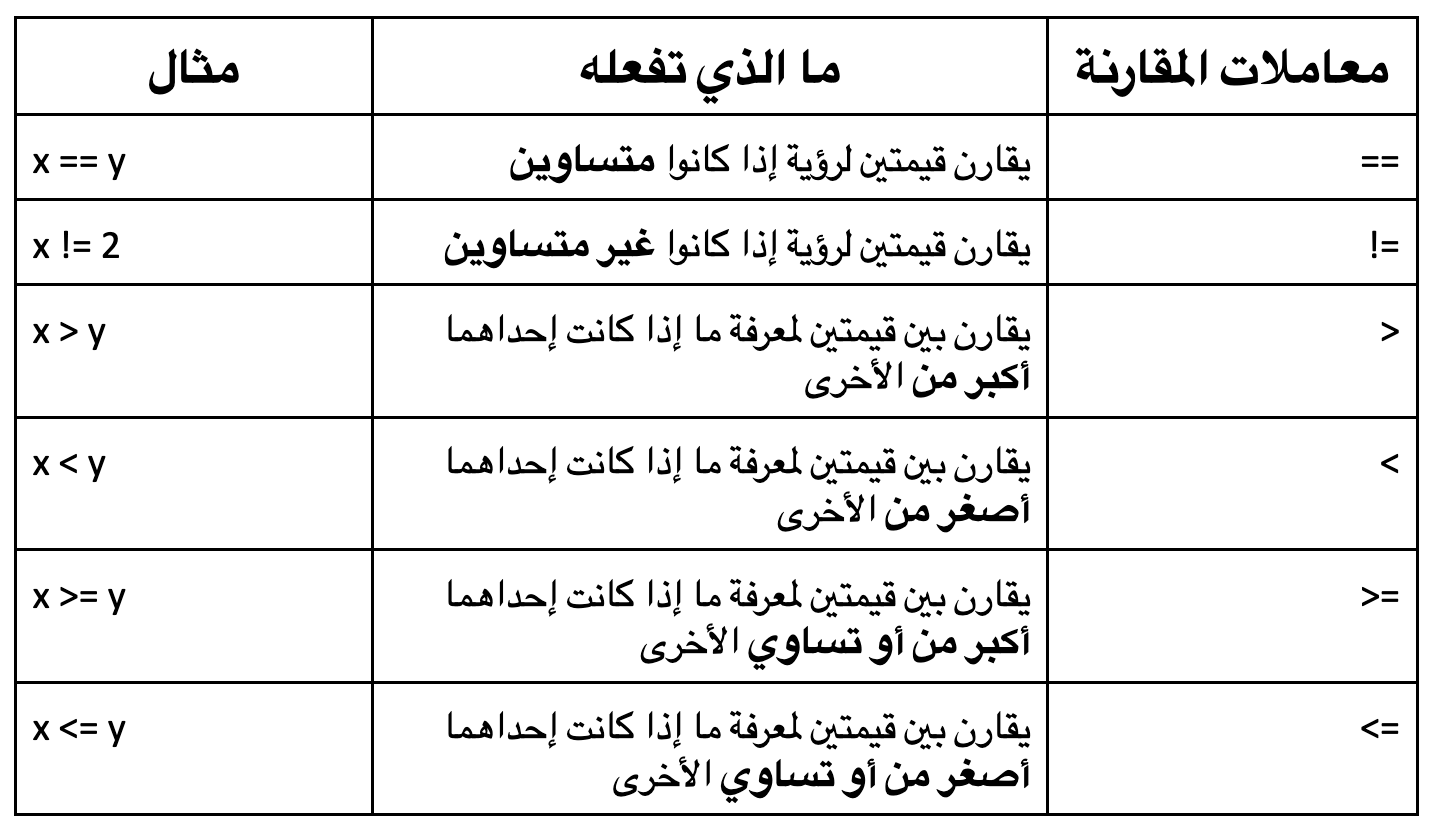 معاملات المقارنة ما الذي تفعله مثال
== يقارن قيمتين لرؤية إذا كانوا متساوين x == y
!= يقارن قيمتين لرؤية إذا كانوا غير متساوين x != 2
> يقارن بين قيمتين لمعرفة ما إذا كانت إحداهما x > y
أكبر من الأخرى
< يقارن بين قيمتين لمعرفة ما إذا كانت إحداهما x < y
أصغر من الأخرى
>= يقارن بين قيمتين لمعرفة ما إذا كانت إحداهما x >= y
أكبر من أو تساوي الأخرى
<= يقارن بين قيمتين لمعرفة ما إذا كانت إحداهما x <= y
أصغر من أو تساوي الأخرى